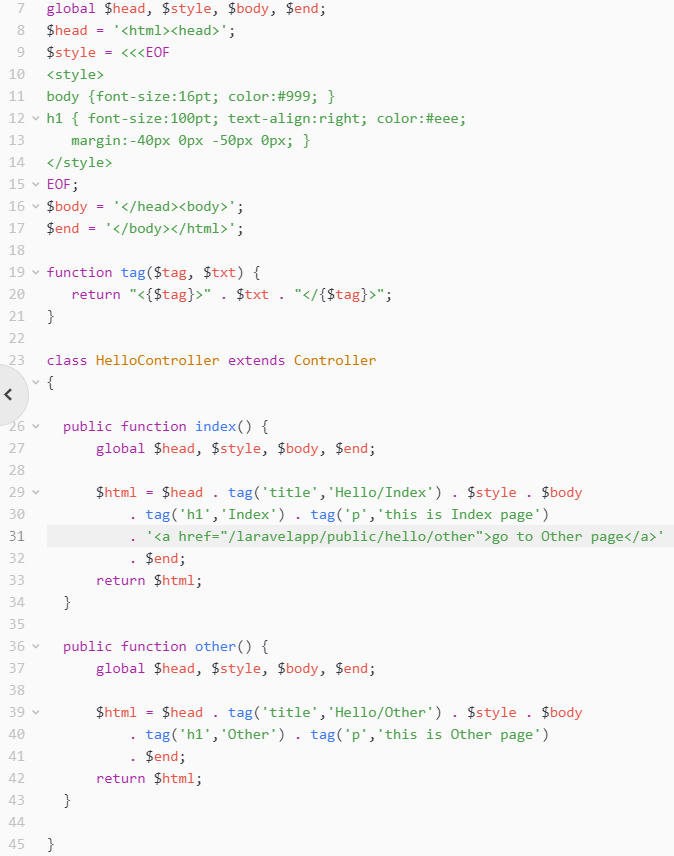 7 global $head, $style, $body, $end;
8 $head = '<html><head>';
9 $style = <<<EOF
10 <style>
11 body {font-size:16pt; color:#999; }
12 h1 { font-size:100pt; text-align:right; color:#eee;
13    margin:-40px 0px -50px 0px; }
14 </style>
15 EOF;
16 $body = '</head><body>';
17 $end = '</body></html>';
18
19 function tag($tag, $txt) {
20    return "<{$tag}>" . $txt . "</{$tag}>";
21 }
22
23 class HelloController extends Controller
{

26   public function index() {
27       global $head, $style, $body, $end;
28
29       $html = $head . tag('title','Hello/Index') . $style . $body
30           . tag('h1','Index') . tag('p','this is Index page')
31           . '<a href="/laravelapp/public/hello/other">go to Other page</a>'
32           . $end;
33       return $html;
34   }
35
36   public function other() {
37       global $head, $style, $body, $end;
38
39       $html = $head . tag('title','Hello/Other') . $style . $body
40           . tag('h1','Other') . tag('p','this is Other page')
41           . $end;
42       return $html;
43   }
44
45 }